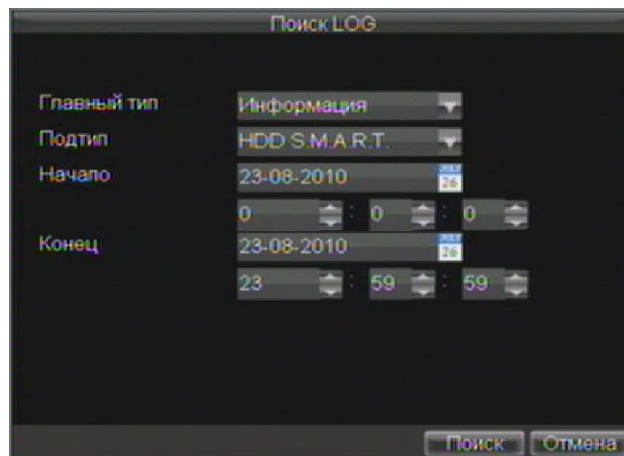 Поиск LOG
Главный тип Информация
Подтип HDD S.M.A.R.T.
Начало 23-08-2010 26
0 : 0 : 0
Конец 23-08-2010 26
23 : 59 : 59
Поиск Отмена